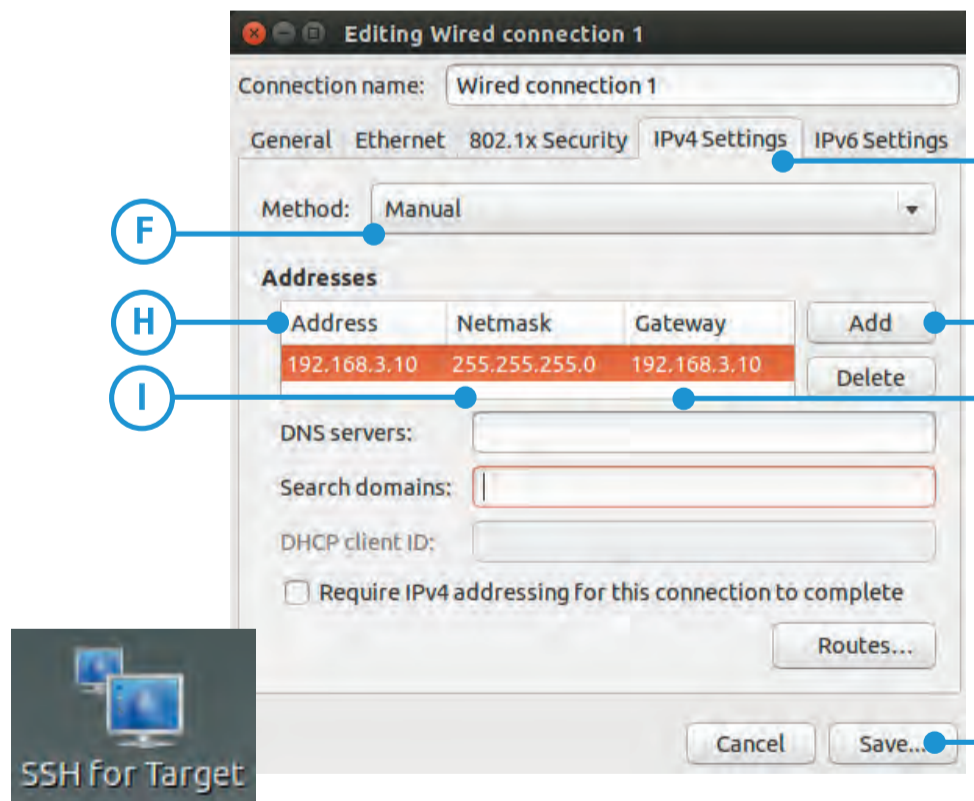 Editing Wired connection 1
Connection name: Wired connection 1
General Ethernet 802.1x Security IPv4 Settings IPv6 Settings
Method: Manual
F
Addresses
H
Address Netmask Gateway Add
192.168.3.10 255.255.255.0 192.168.3.10
Delete
I
DNS servers:
Search domains:
DHCP client ID:
Require IPv4 addressing for this connection to complete
Routes...
Cancel Save...
SSH for Target